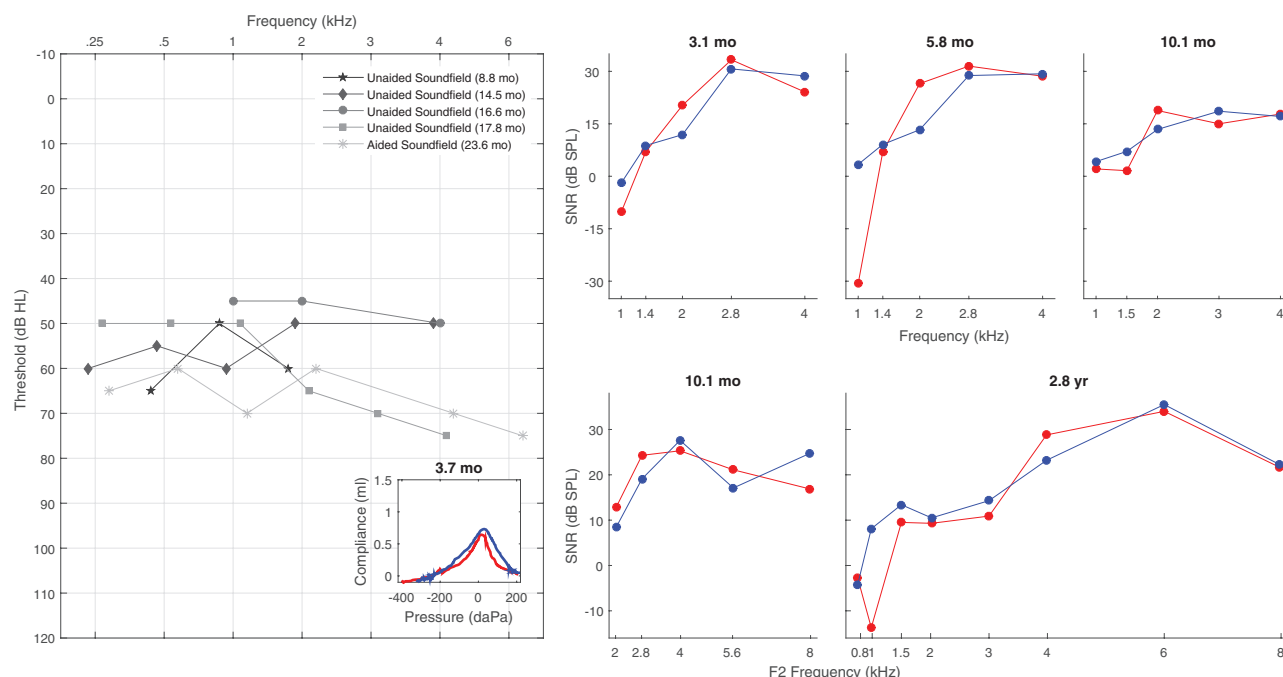 Frequency (kHz)
.25 .5 1 2 3 4 6
Threshold (dB HL)
-10
0
10
20
30
40
50
60
70
80
90
100
110
120
Unaided Soundfield (8.8 mo)
Unaided Soundfield (14.5 mo)
Unaided Soundfield (16.6 mo)
Unaided Soundfield (17.8 mo)
Aided Soundfield (23.6 mo)
3.7 mo
Compliance (ml)
1.5
1
0.5
0
-400 -200 0 200
Pressure (daPa)
3.1 mo
SNR (dB SPL)
30
15
0
-15
-30
1 1.4 2 2.8 4
5.8 mo
1 1.4 2 2.8 4
Frequency (kHz)
10.1 mo
1 1.5 2 3 4
10.1 mo
SNR (dB SPL)
30
20
10
0
-10
2 2.8 4 5.6 8
2.8 yr
0.81 1.5 2 3 4 6 8
F2 Frequency (kHz)